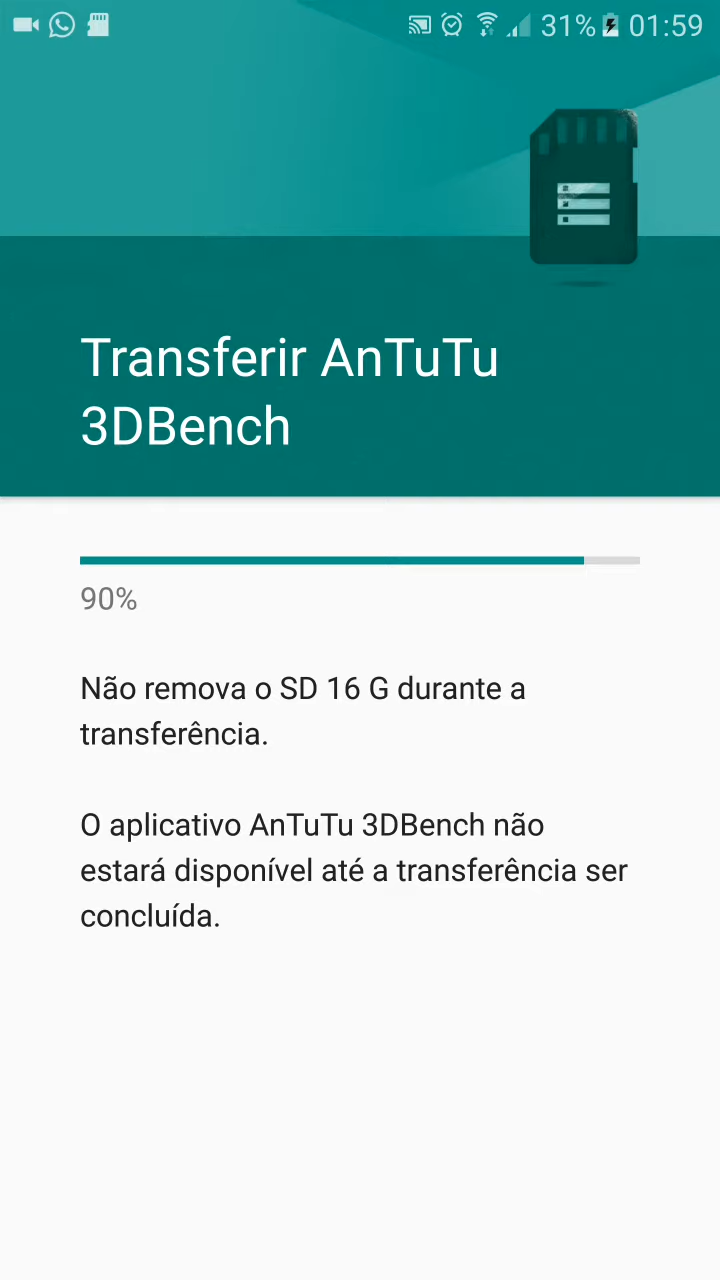 31% 01:59
Transferir AnTuTu
3DBench
90%
Não remova o SD 16 G durante a
transferência.
O aplicativo AnTuTu 3DBench não
estará disponível até a transferência ser
concluída.